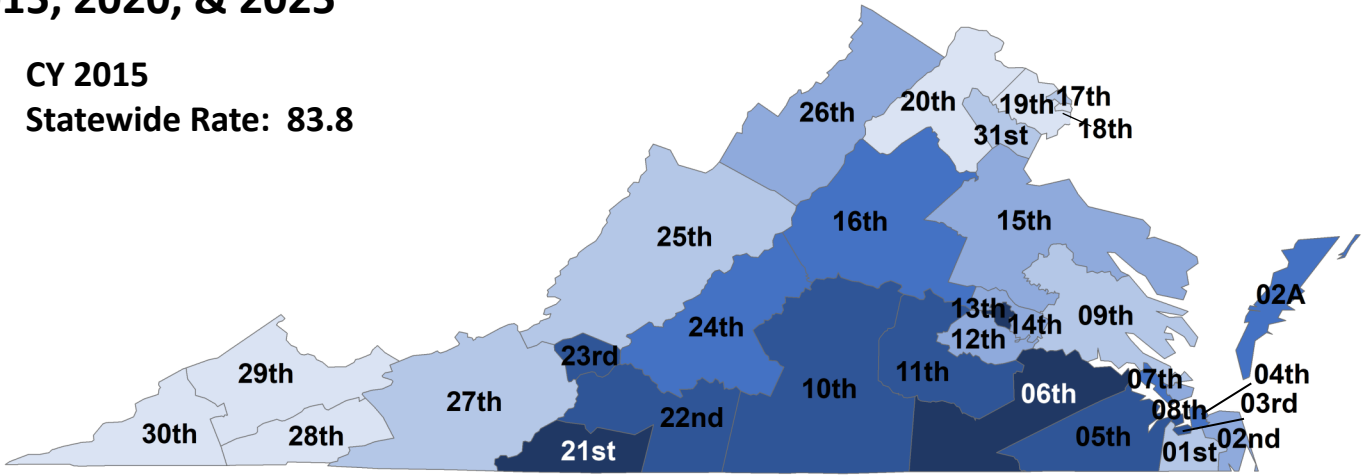 2020, & 2025
CY 2015
Statewide Rate: 83.8
26th
20th
19th
17th
18th
31st
25th
16th
15th
02A
24th
13th
14th
09th
12th
23rd
29th
27th
10th
11th
06th
07th
04th
03rd
08th
30th
28th
22nd
21st
05th
01st
02nd